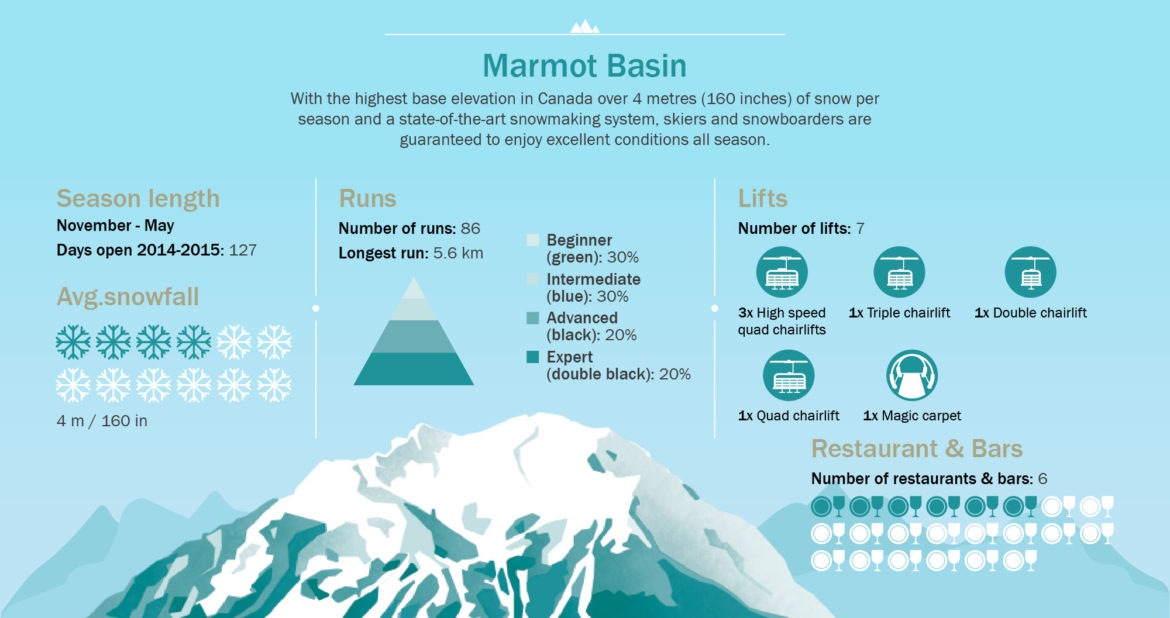 Marmot Basin
With the highest base elevation in Canada over 4 metres (160 inches) of snow per
season and a state-of-the-art snowmaking system, skiers and snowboarders are
guaranteed to enjoy excellent conditions all season.
Season length
November - May
Days open 2014-2015: 127
Avg.snowfall
4 m / 160 in
Runs
Number of runs: 86
Longest run: 5.6 km
Beginner
(green): 30%
Intermediate
(blue): 30%
Advanced
(black): 20%
Expert
(double black): 20%
Lifts
Number of lifts: 7
3x High speed
quad chairlifts
1x Triple chairlift
1x Double chairlift
1x Quad chairlift
1x Magic carpet
Restaurant & Bars
Number of restaurants & bars: 6